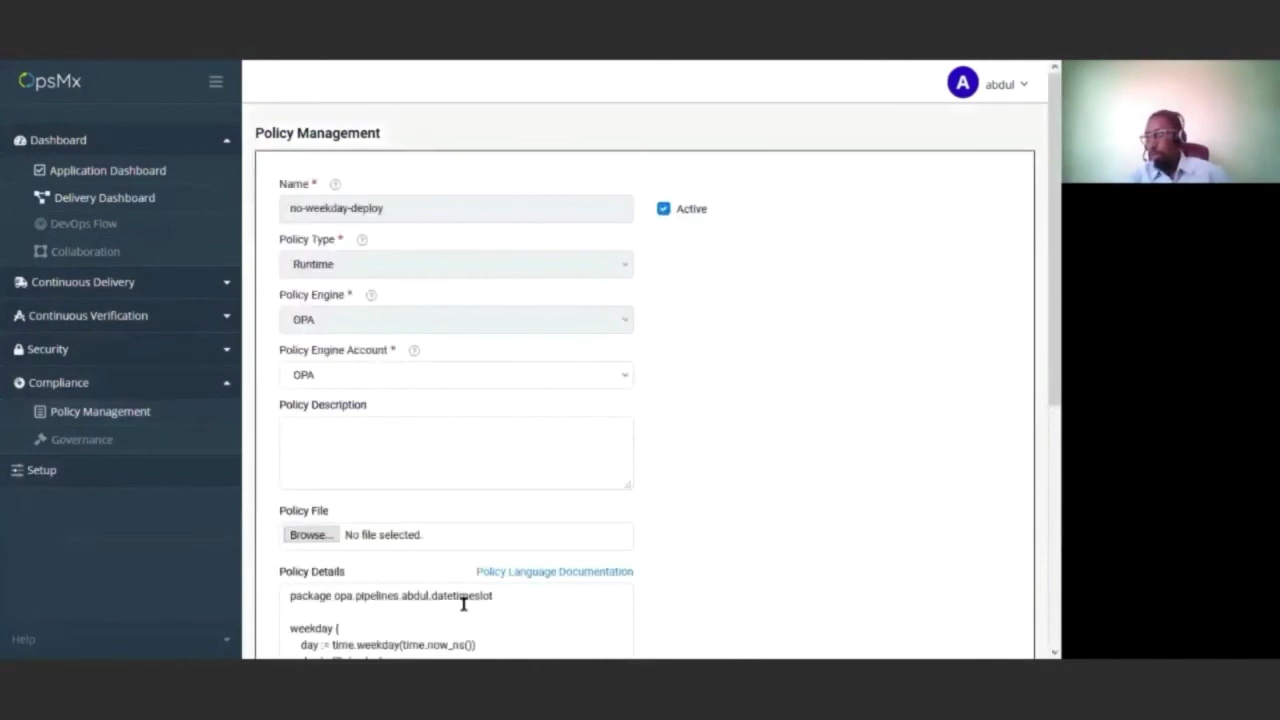 OpsMx
A
abdul
Dashboard
Application Dashboard
Delivery Dashboard
DevOps Flow
Collaboration
Continuous Delivery
Continuous Verification
Security
Compliance
Policy Management
Governance
Setup
Help
Policy Management
Name *
no-weekday-deploy
Active
Policy Type *
Runtime
Policy Engine *
OPA
Policy Engine Account *
OPA
Policy Description
Policy File
Browse... No file selected.
Policy Details
Policy Language Documentation
package opa.pipelines.abdul.datetimeslot
weekday {
day := time.weekday(time.now_ns())